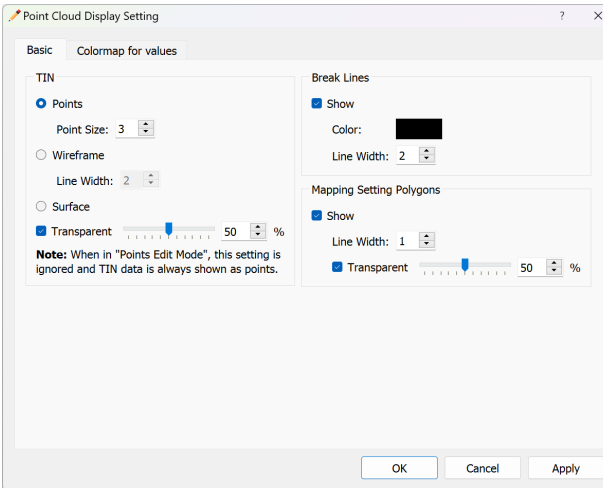 Point Cloud Display Setting ?
Basic Colormap for values
TIN
Points
Point Size: 3
Wireframe
Line Width: 2
Surface
Transparent 50 %
Note: When in "Points Edit Mode", this setting is
ignored and TIN data is always shown as points.
Break Lines
Show
Color:
Line Width: 2
Mapping Setting Polygons
Show
Line Width: 1
Transparent 50 %
OK Cancel Apply